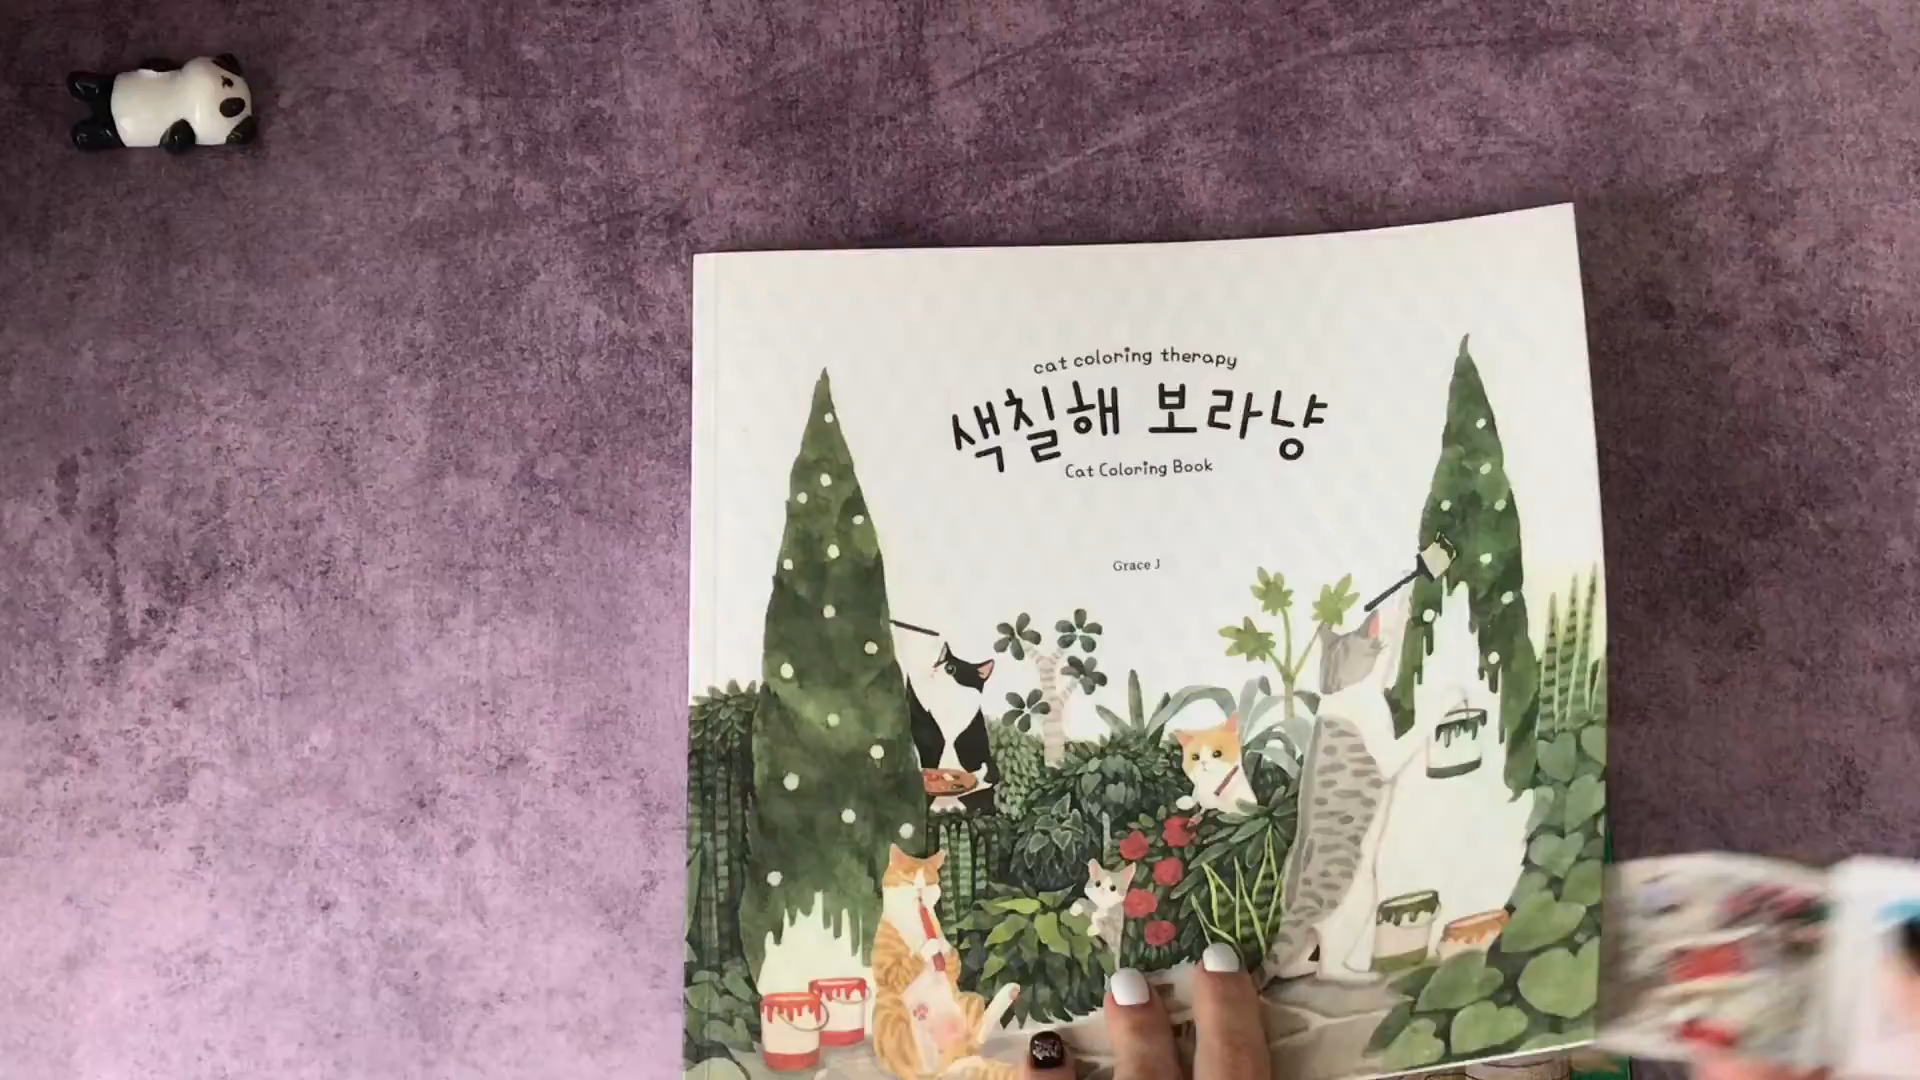 cat coloring therapy
색칠해 보라냥
Cat Coloring Book
Grace J